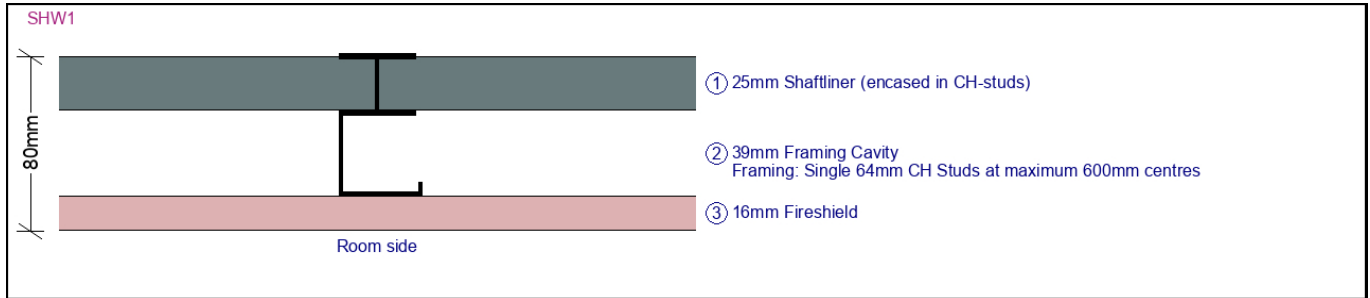 SHW1
80mm
① 25mm Shaftliner (encased in CH-studs)
② 39mm Framing Cavity
Framing: Single 64mm CH Studs at maximum 600mm centres
③ 16mm Fireshield
Room side